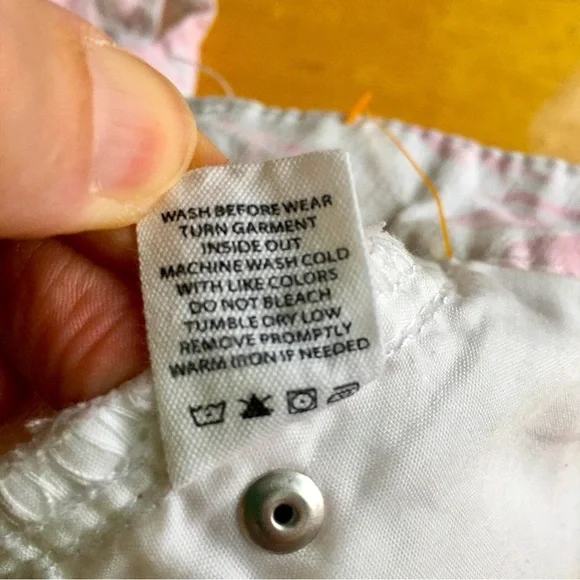 WASH BEFORE WEAR
TURN GARMENT
INSIDE OUT
MACHINE WASH COLD
WITH LIKE COLORS
DO NOT BLEACH
TUMBLE DRY LOW
REMOVE PROMPTLY
WARM IRON IF NEEDED